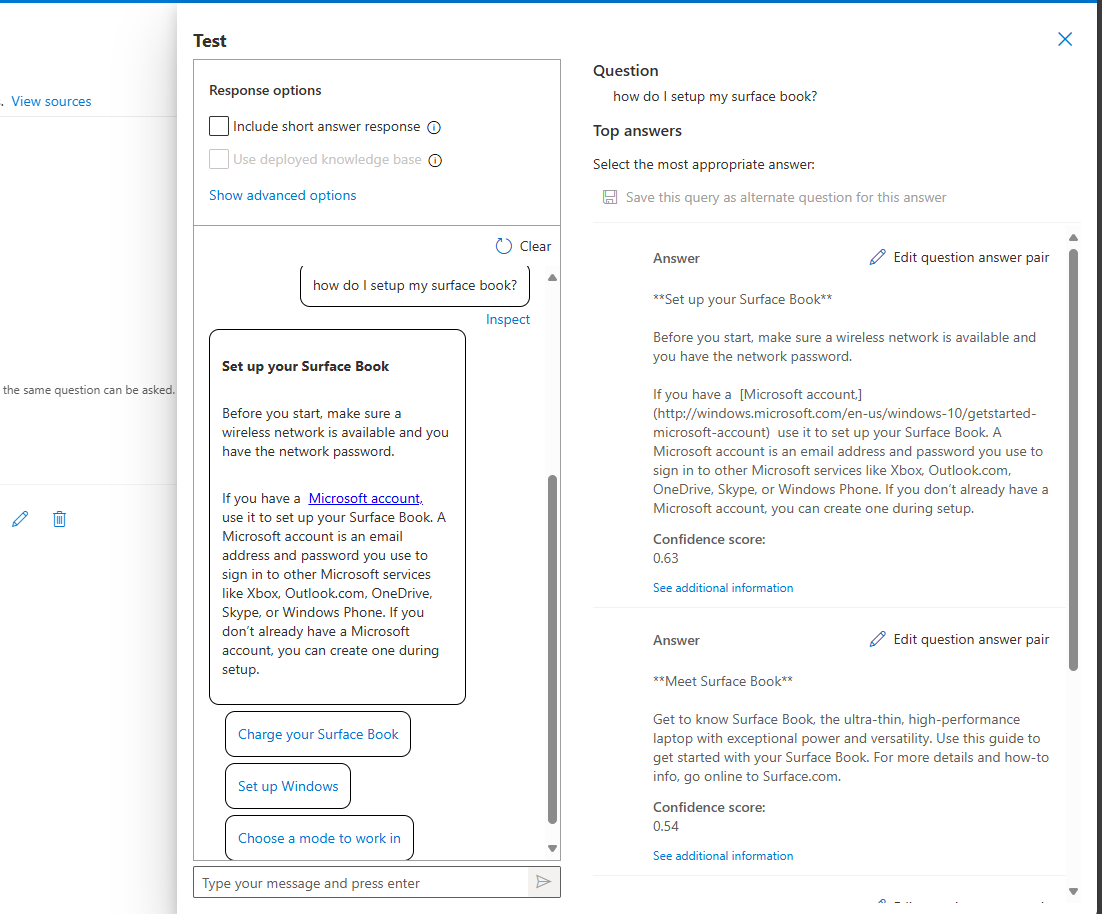 . View sources
the same question can be asked.
Test
Response options
Include short answer response
Use deployed knowledge base
Show advanced options
Clear
how do I setup my surface book?
Inspect
Set up your Surface Book
Before you start, make sure a
wireless network is available and you
have the network password.
If you have a Microsoft account,
use it to set up your Surface Book. A
Microsoft account is an email
address and password you use to
sign in to other Microsoft services
like Xbox, Outlook.com, OneDrive,
Skype, or Windows Phone. If you
don't already have a Microsoft
account, you can create one during
setup.
Charge your Surface Book
Set up Windows
Choose a mode to work in
Type your message and press enter
Question
how do I setup my surface book?
Top answers
Select the most appropriate answer:
Save this query as alternate question for this answer
Answer
Edit question answer pair
**Set up your Surface Book**
Before you start, make sure a wireless network is available and
you have the network password.
If you have a [Microsoft account,]
(http://windows.microsoft.com/en-us/windows-10/getstarted-
microsoft-account) use it to set up your Surface Book. A
Microsoft account is an email address and password you use to
sign in to other Microsoft services like Xbox, Outlook.com,
OneDrive, Skype, or Windows Phone. If you don't already have a
Microsoft account, you can create one during setup.
Confidence score:
0.63
See additional information
Answer
Edit question answer pair
**Meet Surface Book**
Get to know Surface Book, the ultra-thin, high-performance
laptop with exceptional power and versatility. Use this guide to
get started with your Surface Book. For more details and how-to
info, go online to Surface.com.
Confidence score:
0.54
See additional information